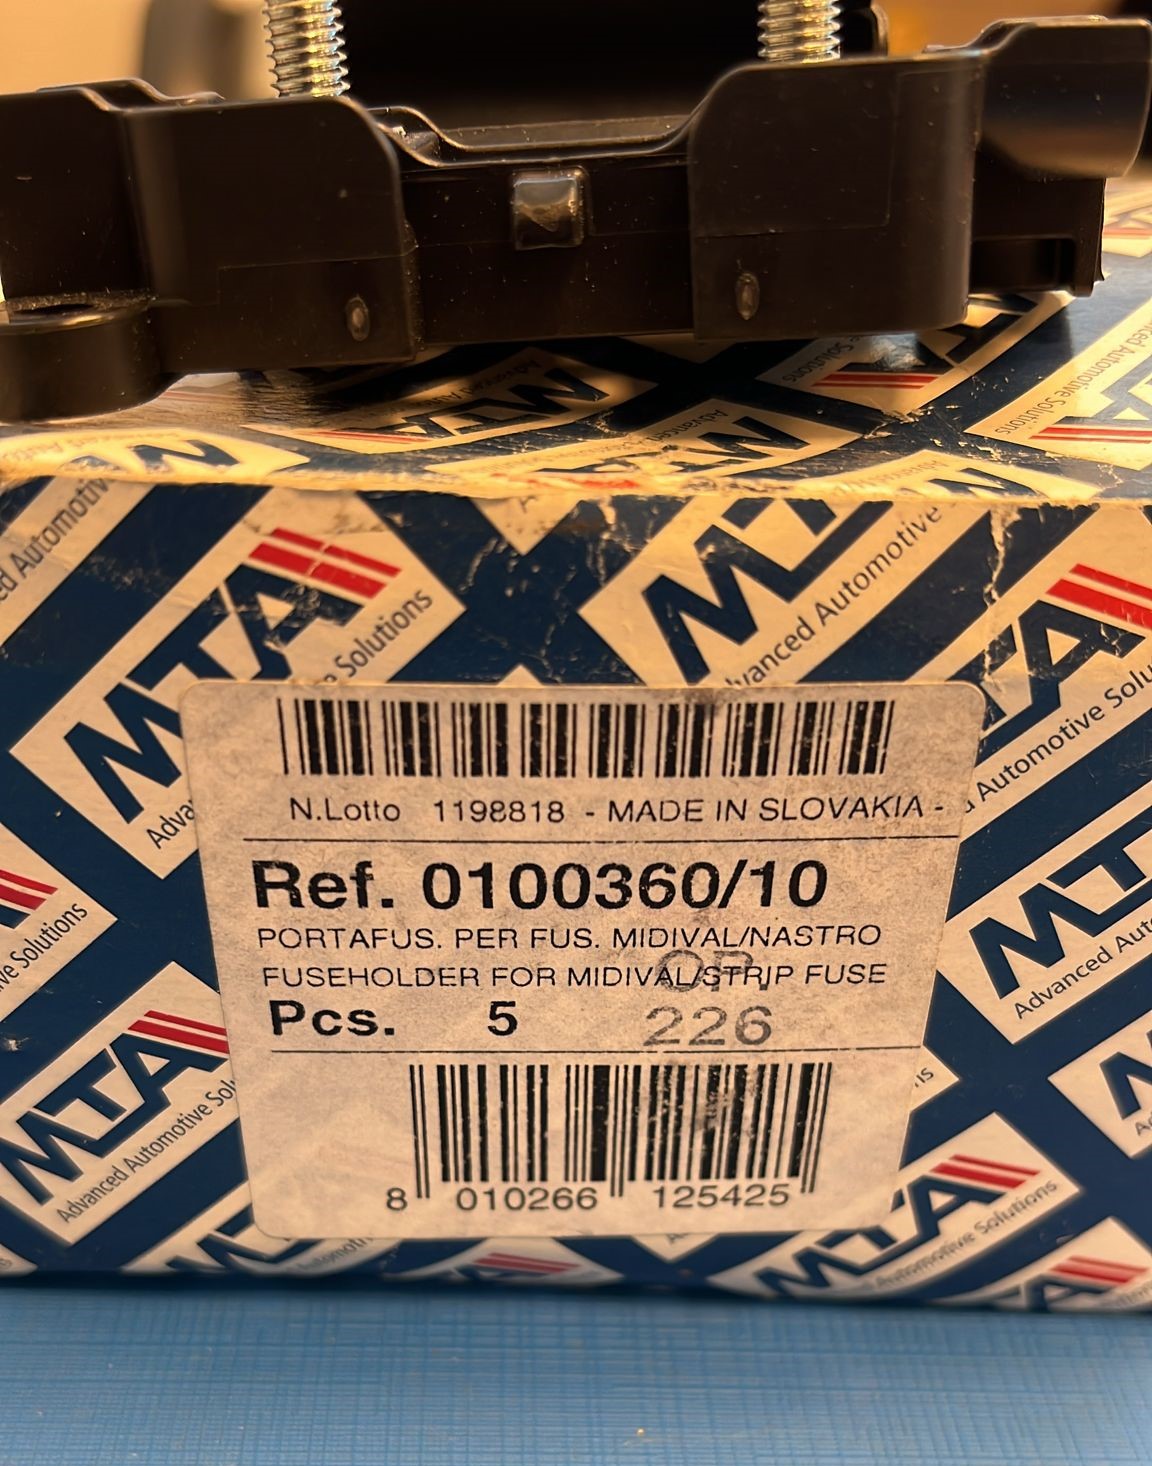 MTA
Advanced Automotive Solutions
N.Lotto 1198818 - MADE IN SLOVAKIA -
Ref. 0100360/10
PORTAFUS. PER FUS. MIDIVAL/NASTRO
FUSEHOLDER FOR MIDIVAL/STRIP FUSE
OP.
Pcs. 5 226
8 010266 125425